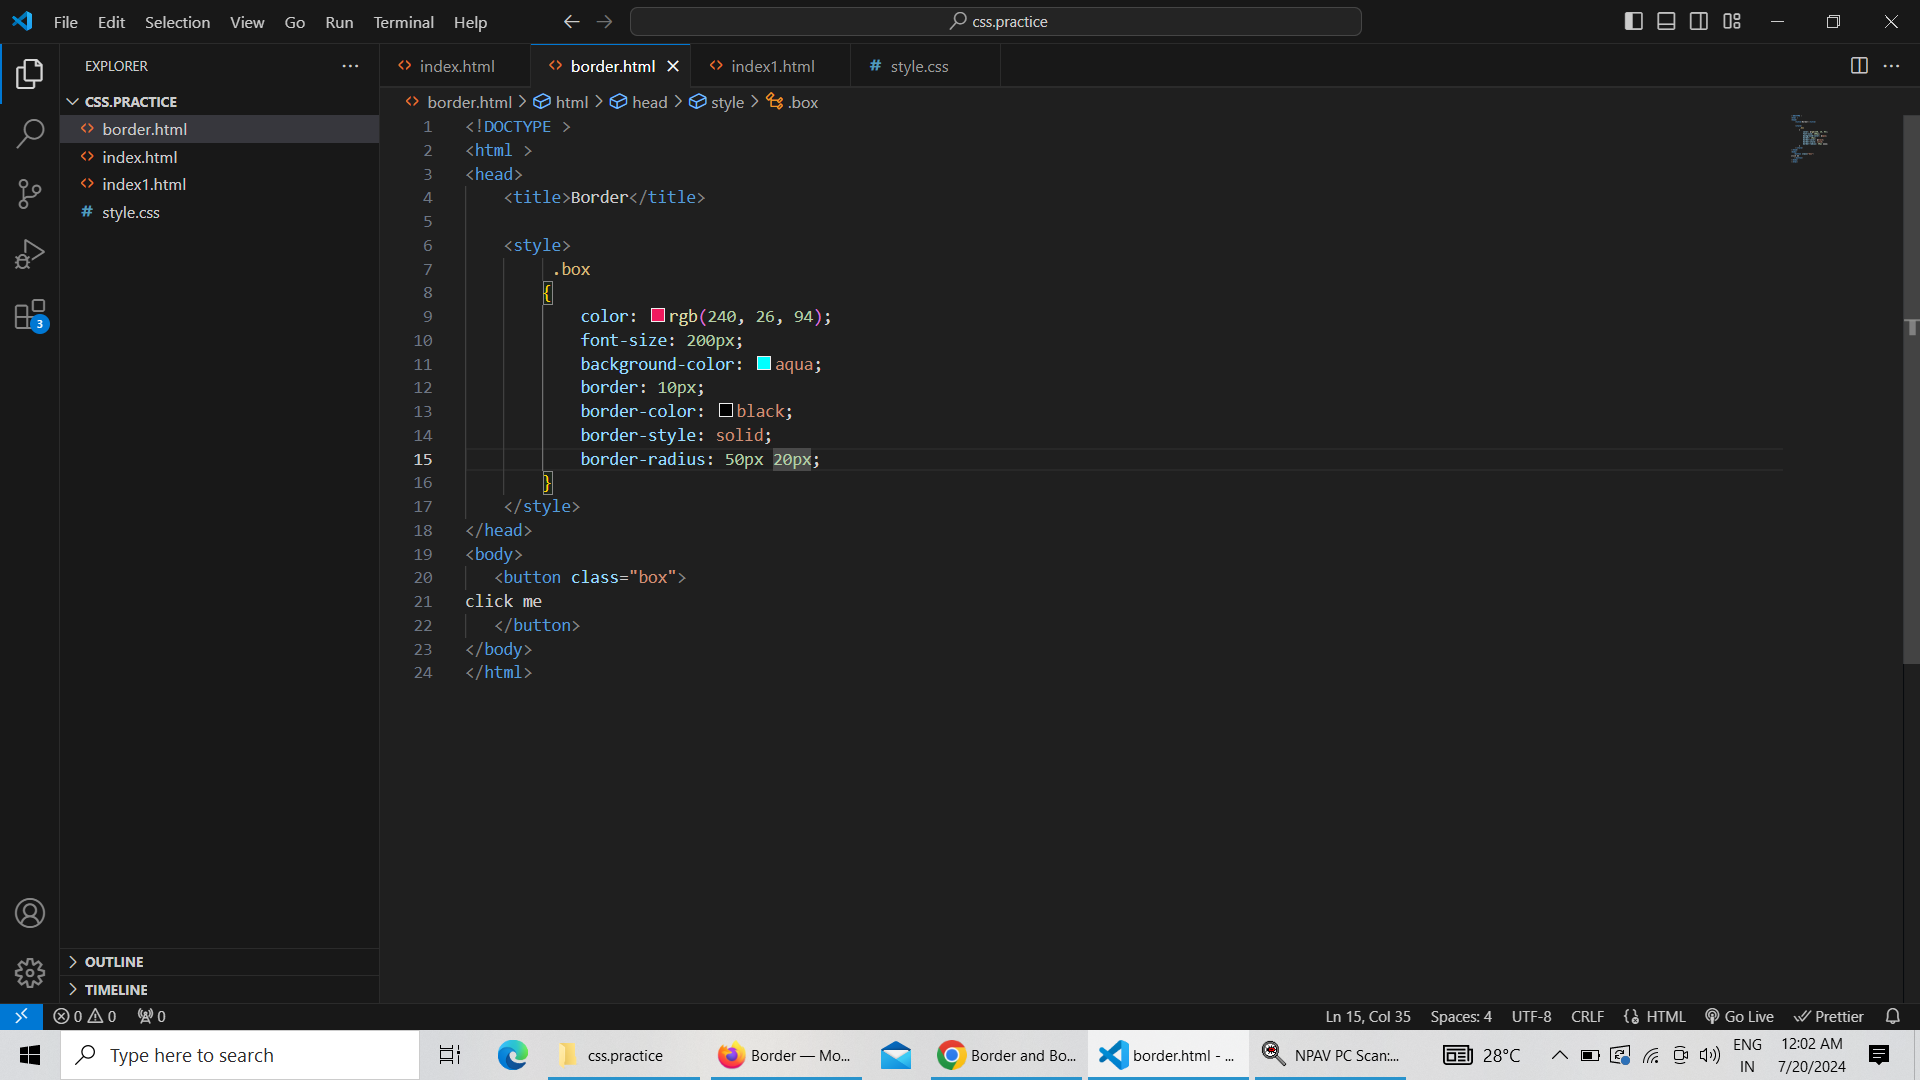 File Edit Selection View Go Run Terminal Help
css.practice
EXPLORER
CSS.PRACTICE
border.html
index.html
index1.html
style.css
3
OUTLINE
TIMELINE
index.html border.html index1.html style.css
border.html > html > head > style > .box
1 <!DOCTYPE >
2 <html >
3 <head>
4 <title>Border</title>
5
6 <style>
7 .box
8 {
9 color: rgb(240, 26, 94);
10 font-size: 200px;
11 background-color: aqua;
12 border: 10px;
13 border-color: black;
14 border-style: solid;
15 border-radius: 50px 20px;
16 }
17 </style>
18 </head>
19 <body>
20 <button class="box">
21 click me
22 </button>
23 </body>
24 </html>
0 0 0
Ln 15, Col 35 Spaces: 4 UTF-8 CRLF HTML Go Live Prettier
Type here to search
css.practice
Border — Mo...
Border and Bo...
border.html - ...
NPAV PC Scan:...
28°C
ENG
IN
12:02 AM
7/20/2024